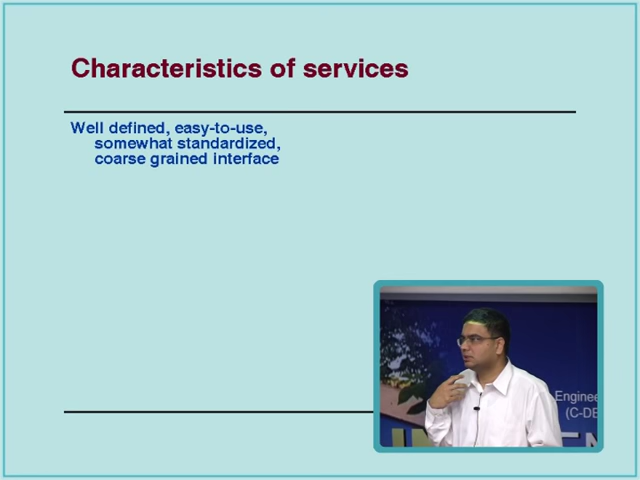 Characteristics of services
Well defined, easy-to-use,
somewhat standardized,
coarse grained interface
Engine
(C-DE